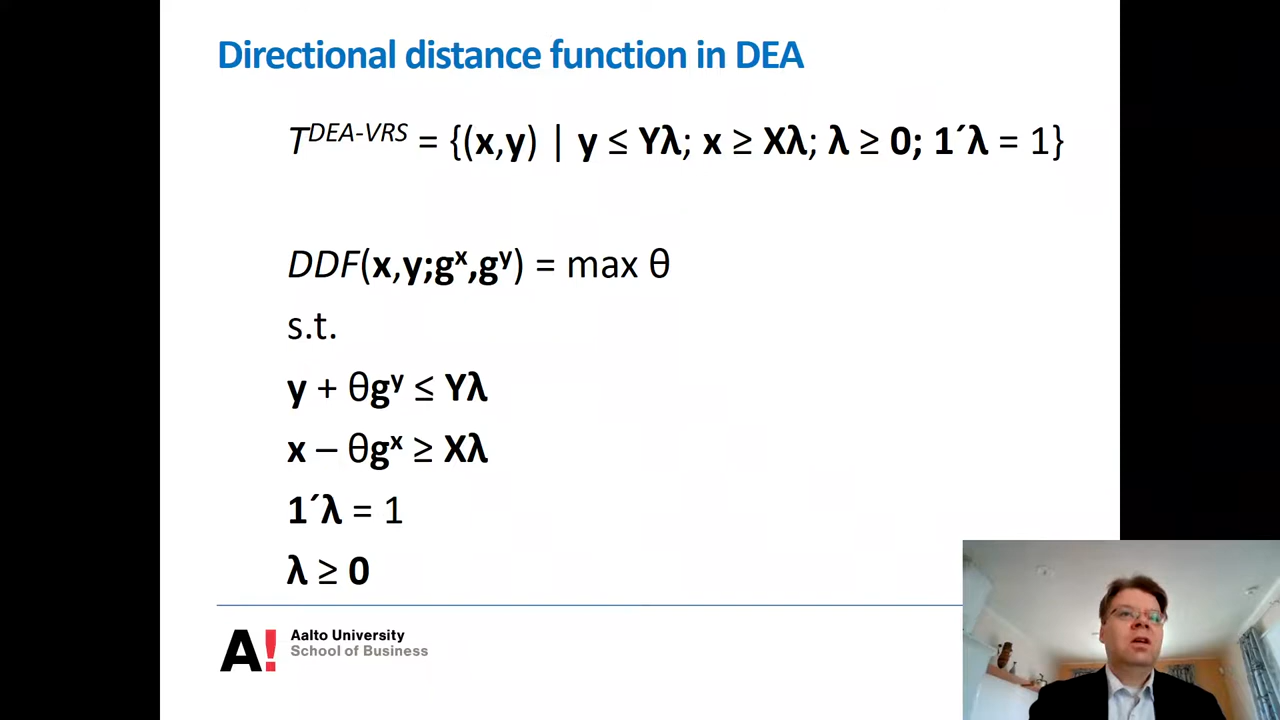 Directional distance function in DEA
T^DEA-VRS = {(x,y) | y ≤ Yλ; x ≥ Xλ; λ ≥ 0; 1´λ = 1}
DDF(x,y;g^x,g^y) = max θ
s.t.
y + θg^y ≤ Yλ
x – θg^x ≥ Xλ
1´λ = 1
λ ≥ 0
A! Aalto University
School of Business